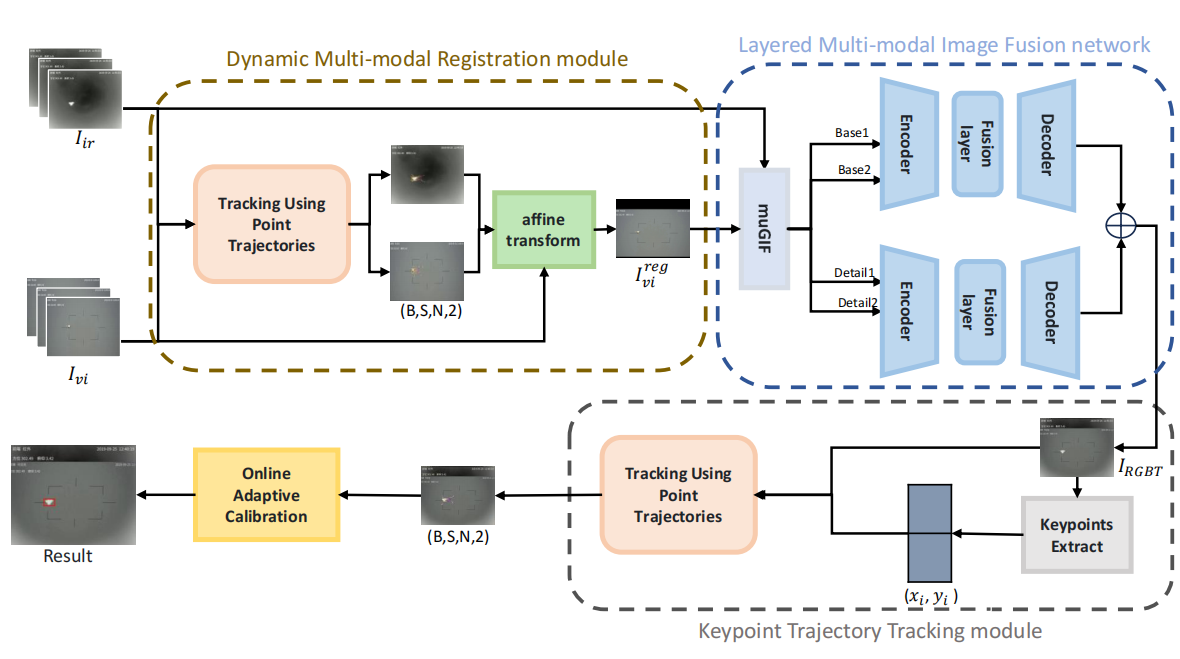 Dynamic Multi-modal Registration module
Layered Multi-modal Image Fusion network
I_ir
Tracking Using
Point
Trajectories
(B,S,N,2)
affine
transform
I_vi^reg
I_vi
muGIF
Base1
Base2
Detail1
Detail2
Encoder
Fusion
layer
Decoder
Encoder
Fusion
layer
Decoder
I_RGBT
Keypoints
Extract
(x_i, y_i)
Tracking Using
Point
Trajectories
(B,S,N,2)
Online
Adaptive
Calibration
Result
Keypoint Trajectory Tracking module